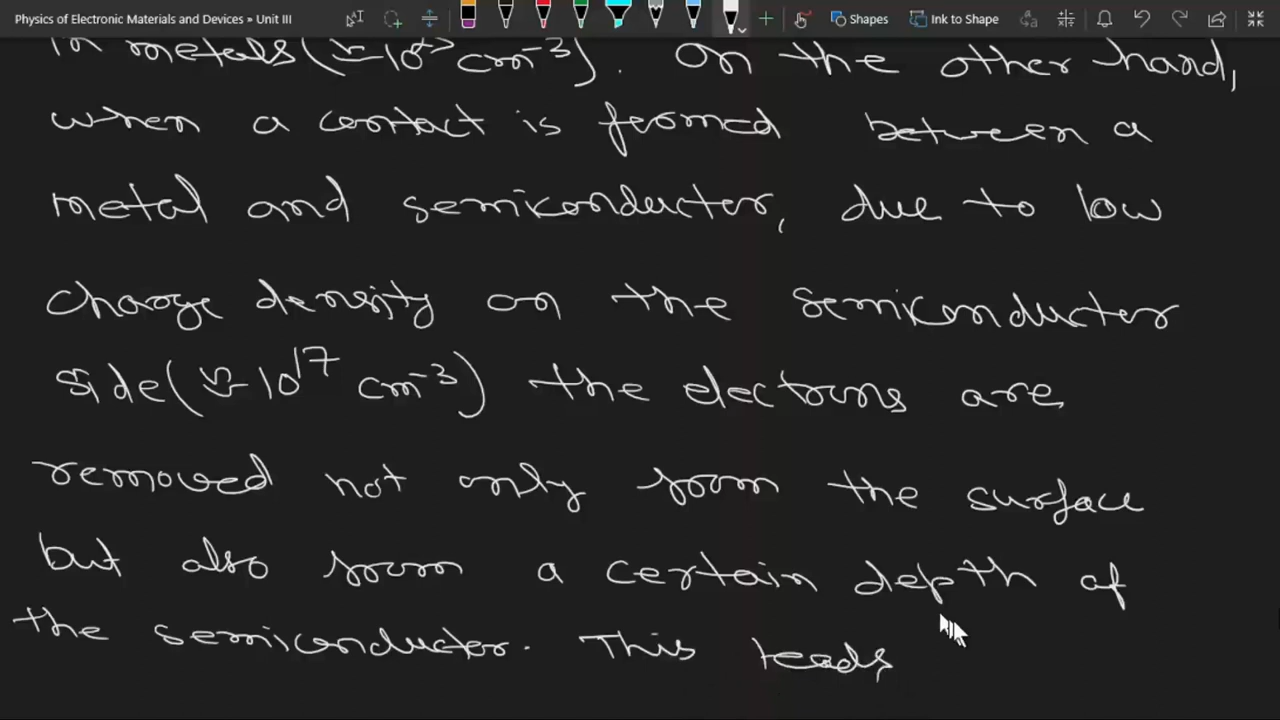 Physics of Electronic Materials and Devices » Unit III
Shapes
Ink to Shape
in metals (≃10 cm⁻³). On the other hand,
when a contact is formed between a
metal and semiconductor, due to low
charge density on the semiconductor
side (≃10¹⁷ cm⁻³) the electrons are
removed not only from the surface
but also from a certain depth of
the semiconductor. This leads